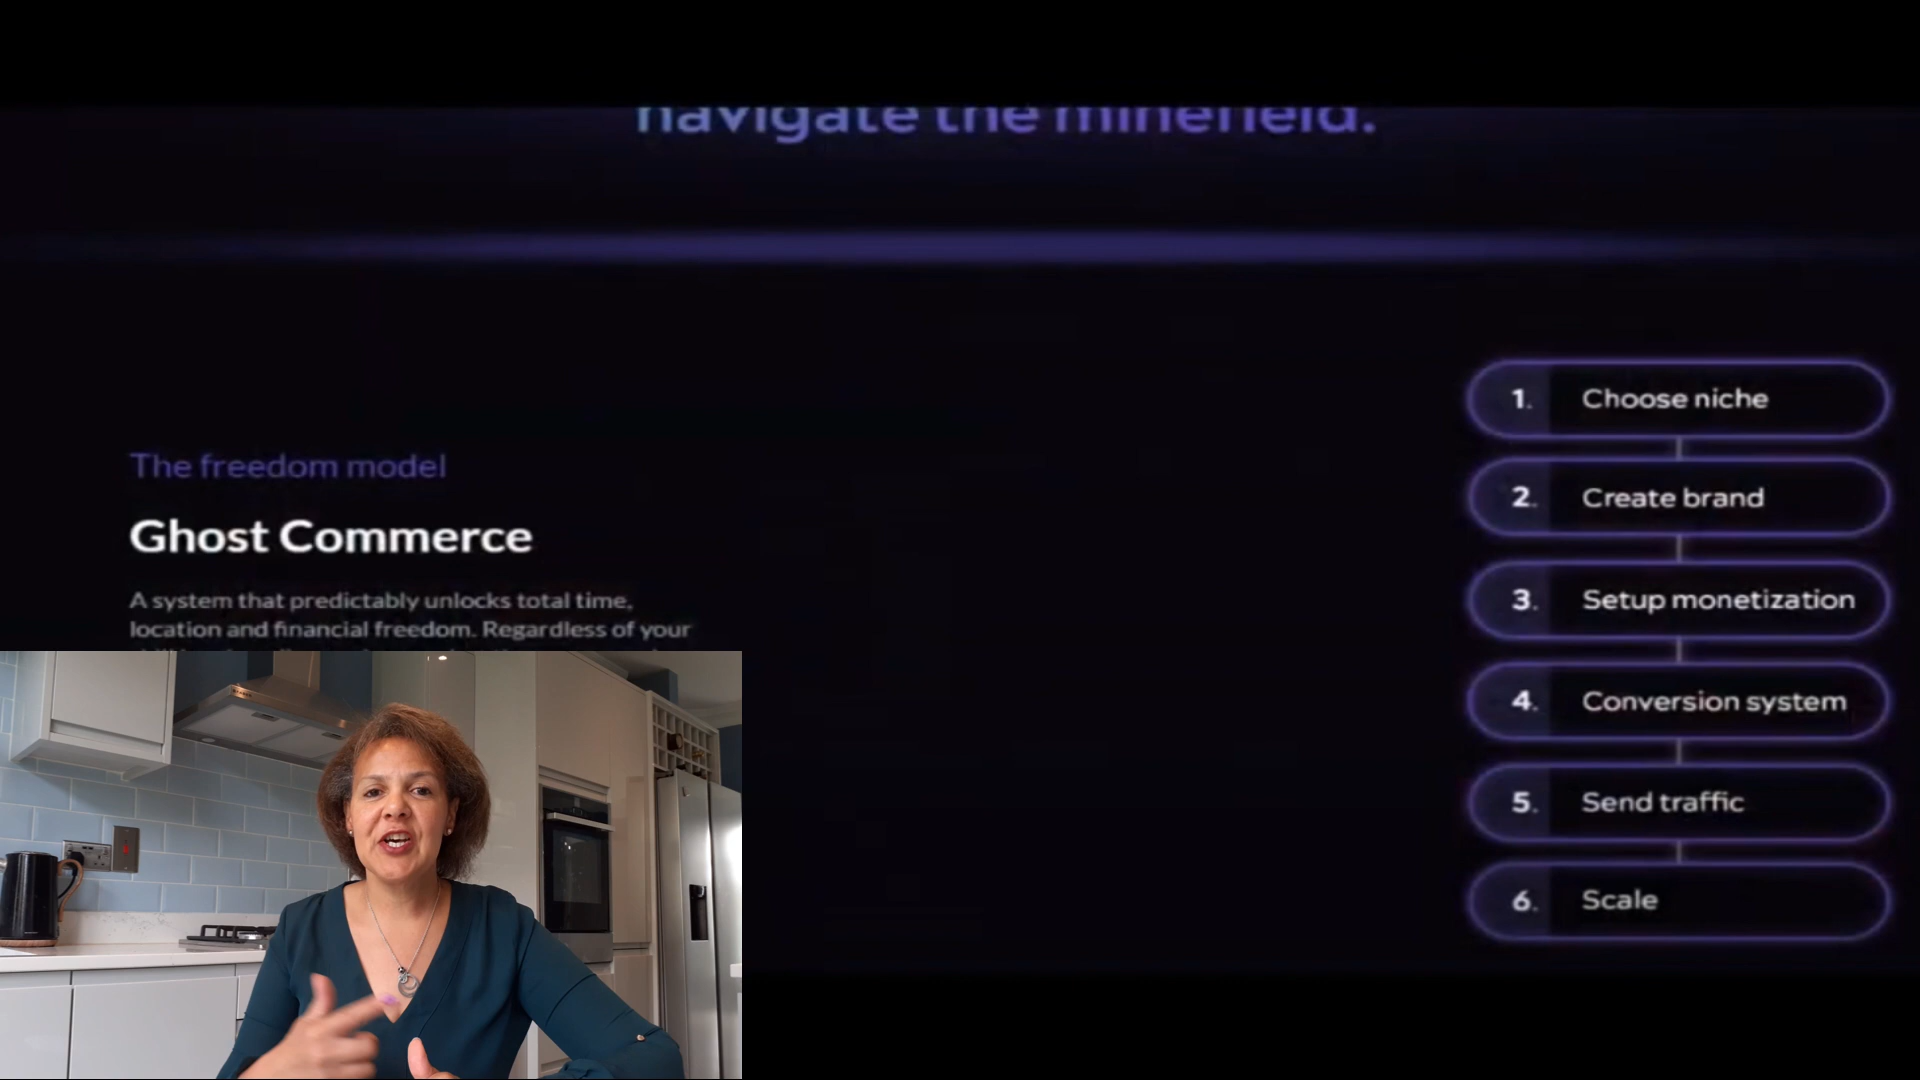 navigate the minefield.
The freedom model
Ghost Commerce
A system that predictably unlocks total time,
location and financial freedom. Regardless of your
1. Choose niche
2. Create brand
3. Setup monetization
4. Conversion system
5. Send traffic
6. Scale